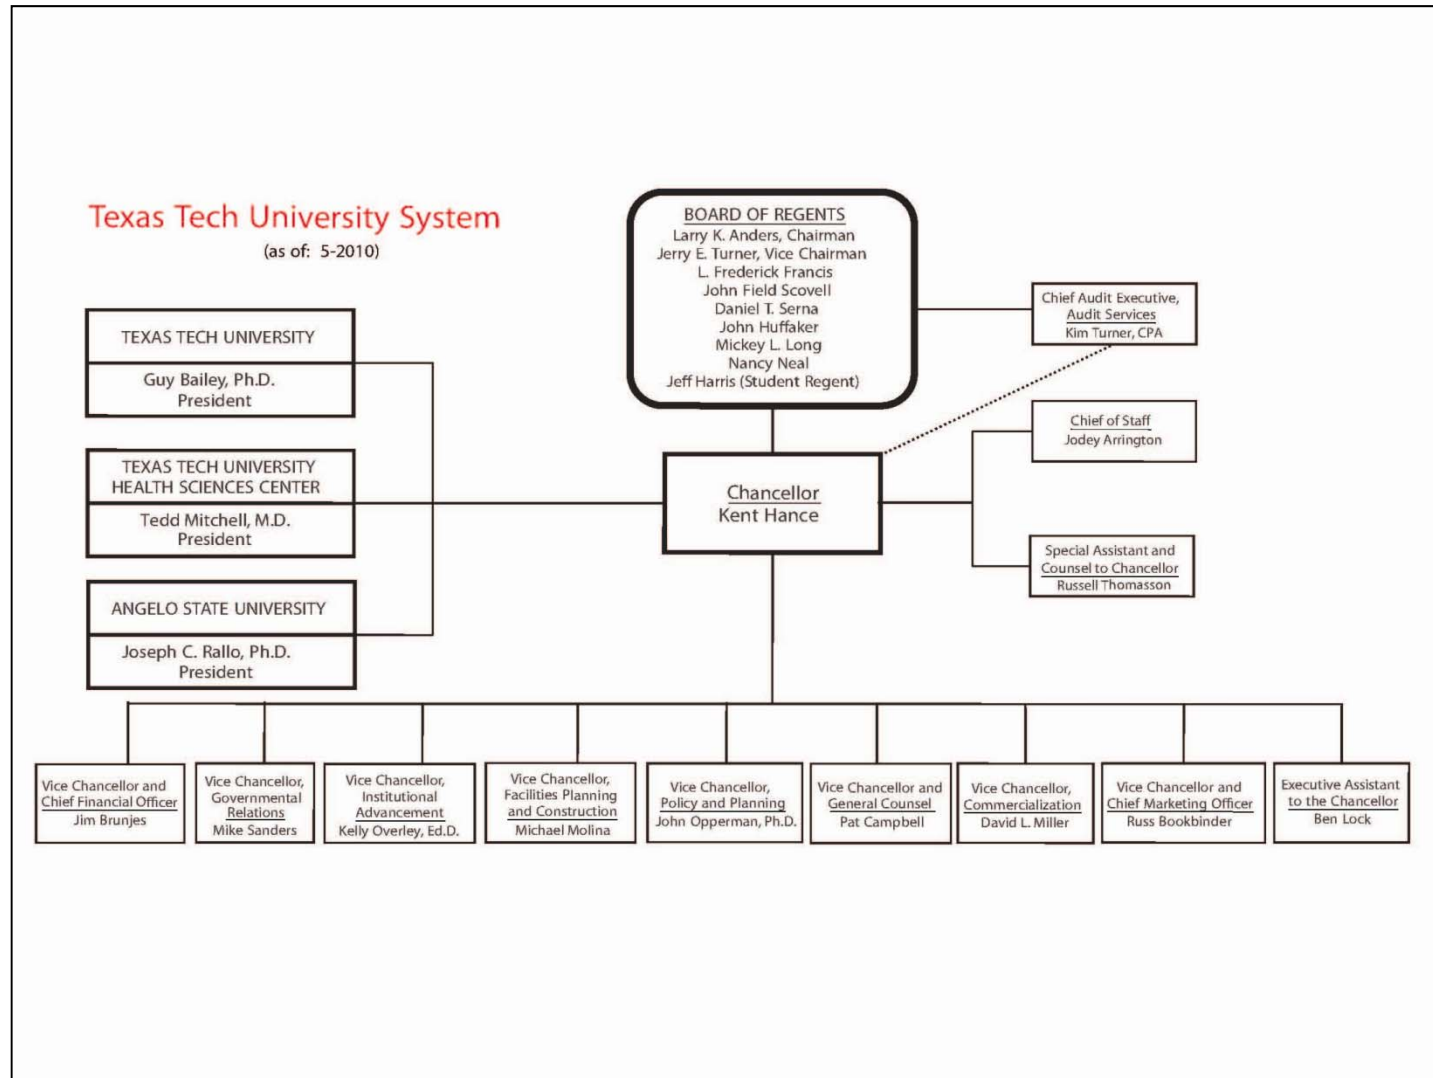 Texas Tech University System
(as of: 5-2010)
BOARD OF REGENTS
Larry K. Anders, Chairman
Jerry E. Turner, Vice Chairman
L. Frederick Francis
John Field Scovell
Daniel T. Serna
John Huffaker
Mickey L. Long
Nancy Neal
Jeff Harris (Student Regent)
Chief Audit Executive,
Audit Services
Kim Turner, CPA
TEXAS TECH UNIVERSITY
Guy Bailey, Ph.D.
President
Chief of Staff
Jodey Arrington
TEXAS TECH UNIVERSITY
HEALTH SCIENCES CENTER
Tedd Mitchell, M.D.
President
Chancellor
Kent Hance
Special Assistant and
Counsel to Chancellor
Russell Thomasson
ANGELO STATE UNIVERSITY
Joseph C. Rallo, Ph.D.
President
Vice Chancellor and
Chief Financial Officer
Jim Brunjes
Vice Chancellor,
Governmental
Relations
Mike Sanders
Vice Chancellor,
Institutional
Advancement
Kelly Overley, Ed.D.
Vice Chancellor,
Facilities Planning
and Construction
Michael Molina
Vice Chancellor,
Policy and Planning
John Opperman, Ph.D.
Vice Chancellor and
General Counsel
Pat Campbell
Vice Chancellor,
Commercialization
David L. Miller
Vice Chancellor and
Chief Marketing Officer
Russ Bookbinder
Executive Assistant
to the Chancellor
Ben Lock